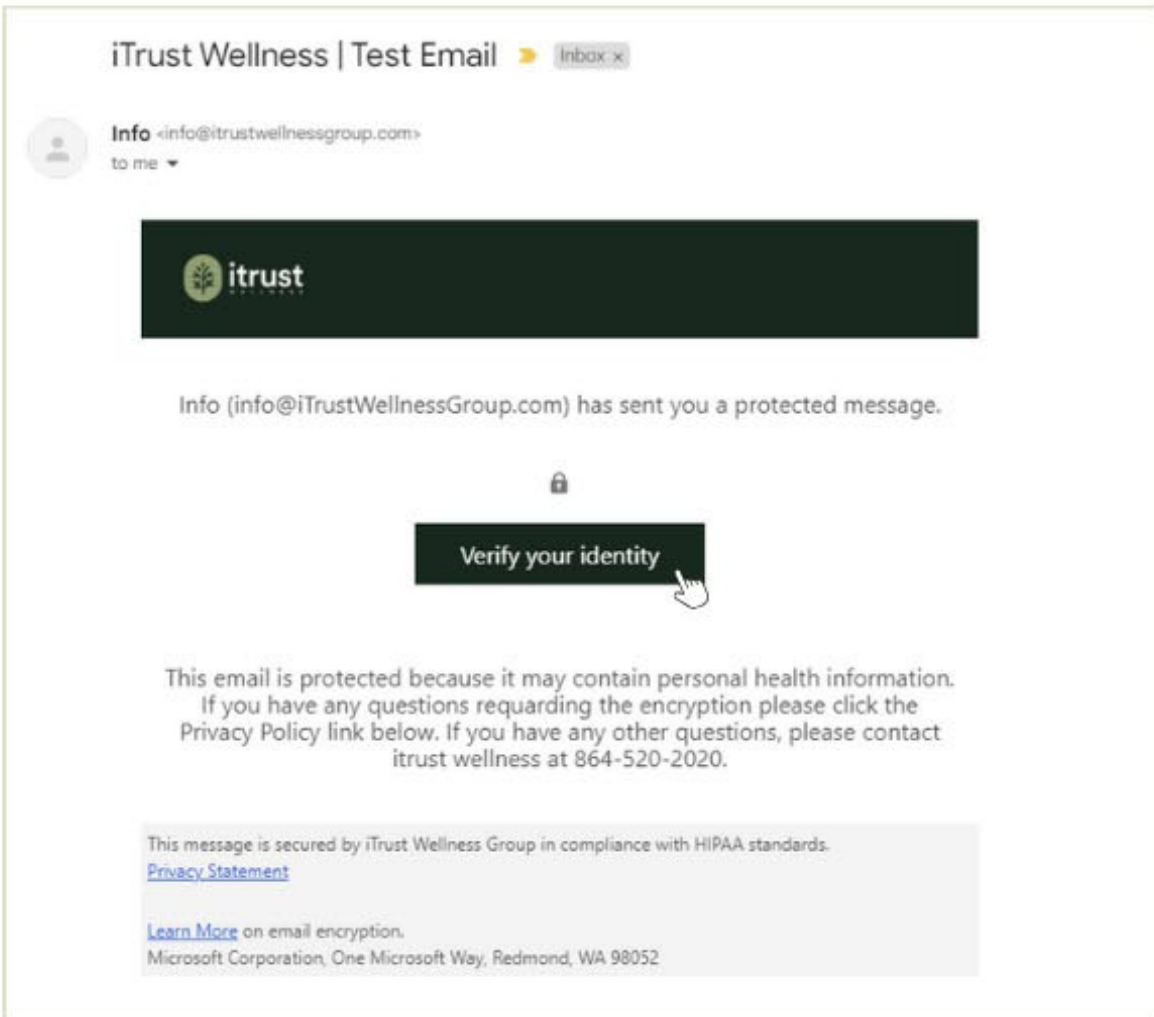 iTrust Wellness | Test Email Inbox x
Info <info@itrustwellnessgroup.com>
to me
itrust
WELLNESS
Info (info@iTrustWellnessGroup.com) has sent you a protected message.
Verify your identity
This email is protected because it may contain personal health information.
If you have any questions requarding the encryption please click the
Privacy Policy link below. If you have any other questions, please contact
itrust wellness at 864-520-2020.
This message is secured by iTrust Wellness Group in compliance with HIPAA standards.
Privacy Statement
Learn More on email encryption.
Microsoft Corporation, One Microsoft Way, Redmond, WA 98052